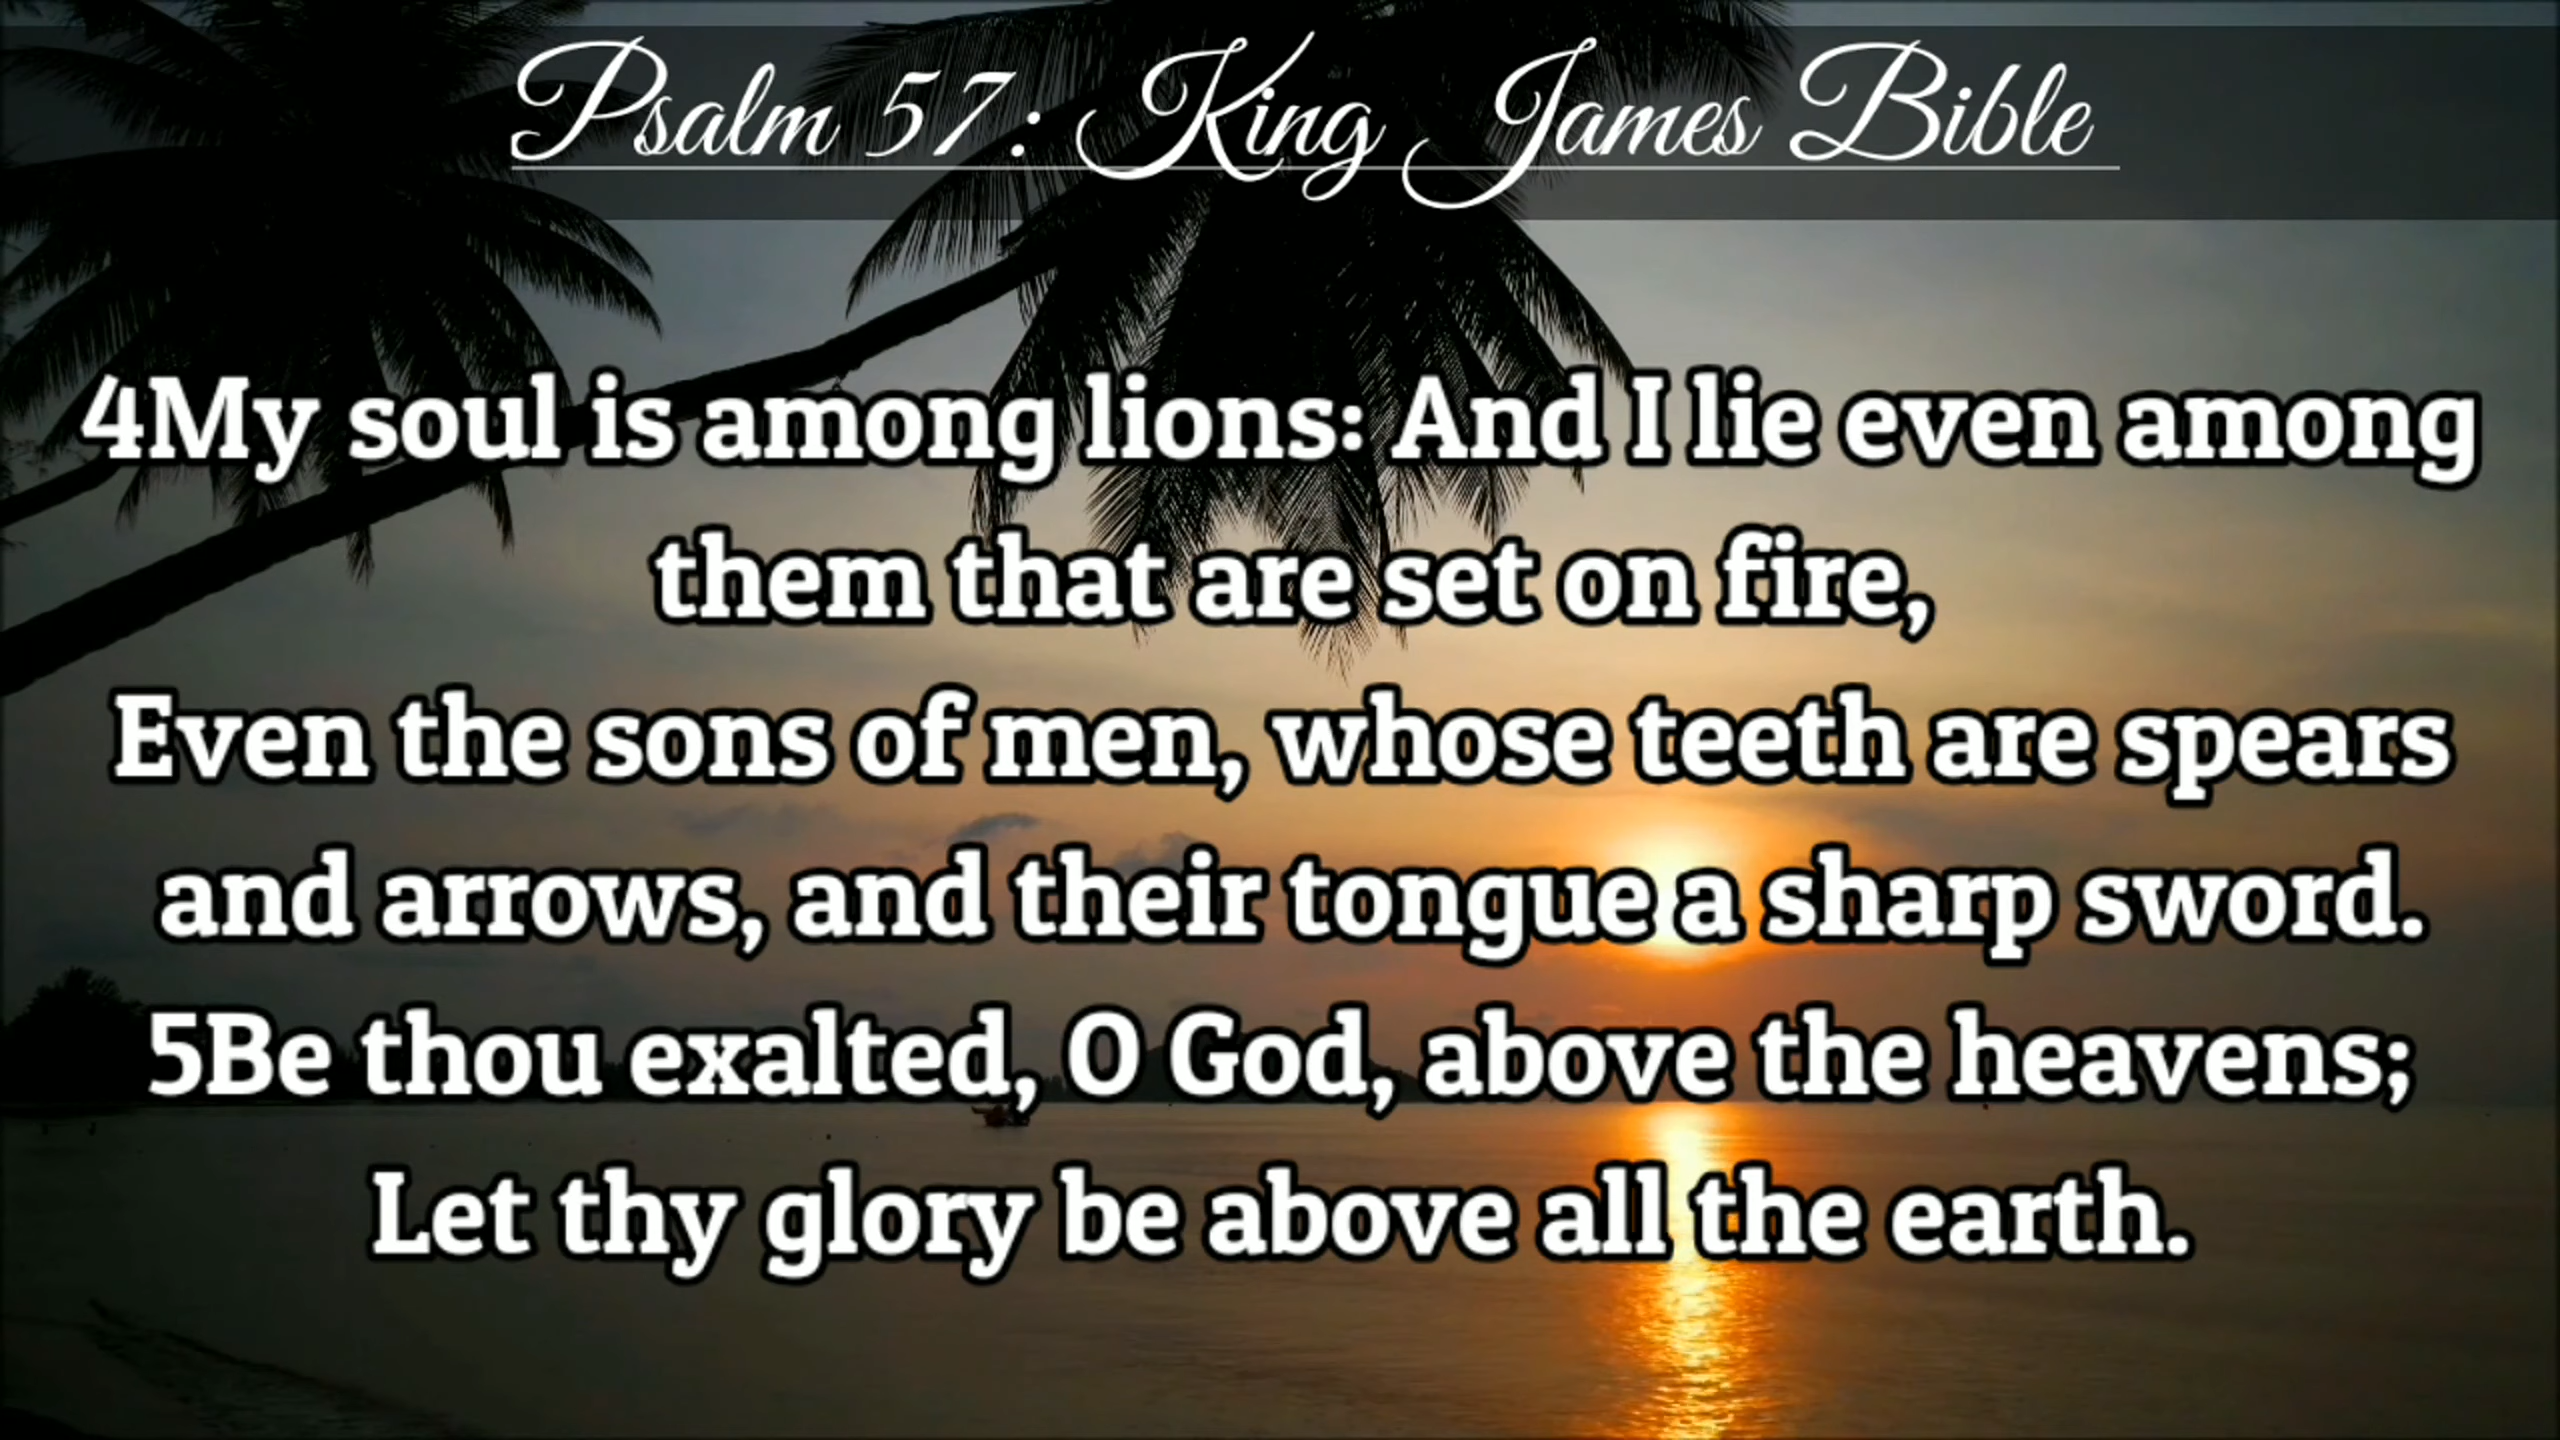 Psalm 57: King James Bible
4My soul is among lions: And I lie even among
them that are set on fire,
Even the sons of men, whose teeth are spears
and arrows, and their tongue a sharp sword.
5Be thou exalted, O God, above the heavens;
Let thy glory be above all the earth.